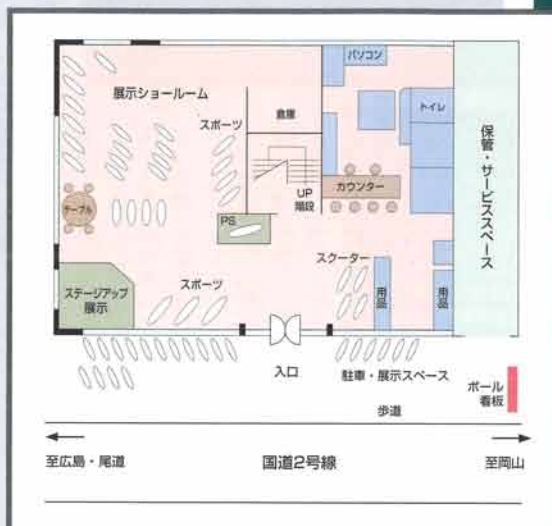 パソコン
展示ショールーム
倉庫
トイレ
スポーツ
保管・サービススペース
UP
階段
カウンター
テーブル
PS
スクーター
用品
用品
ステージアップ
展示
スポーツ
入口
駐車・展示スペース
ポール
看板
歩道
至広島・尾道
国道2号線
至岡山